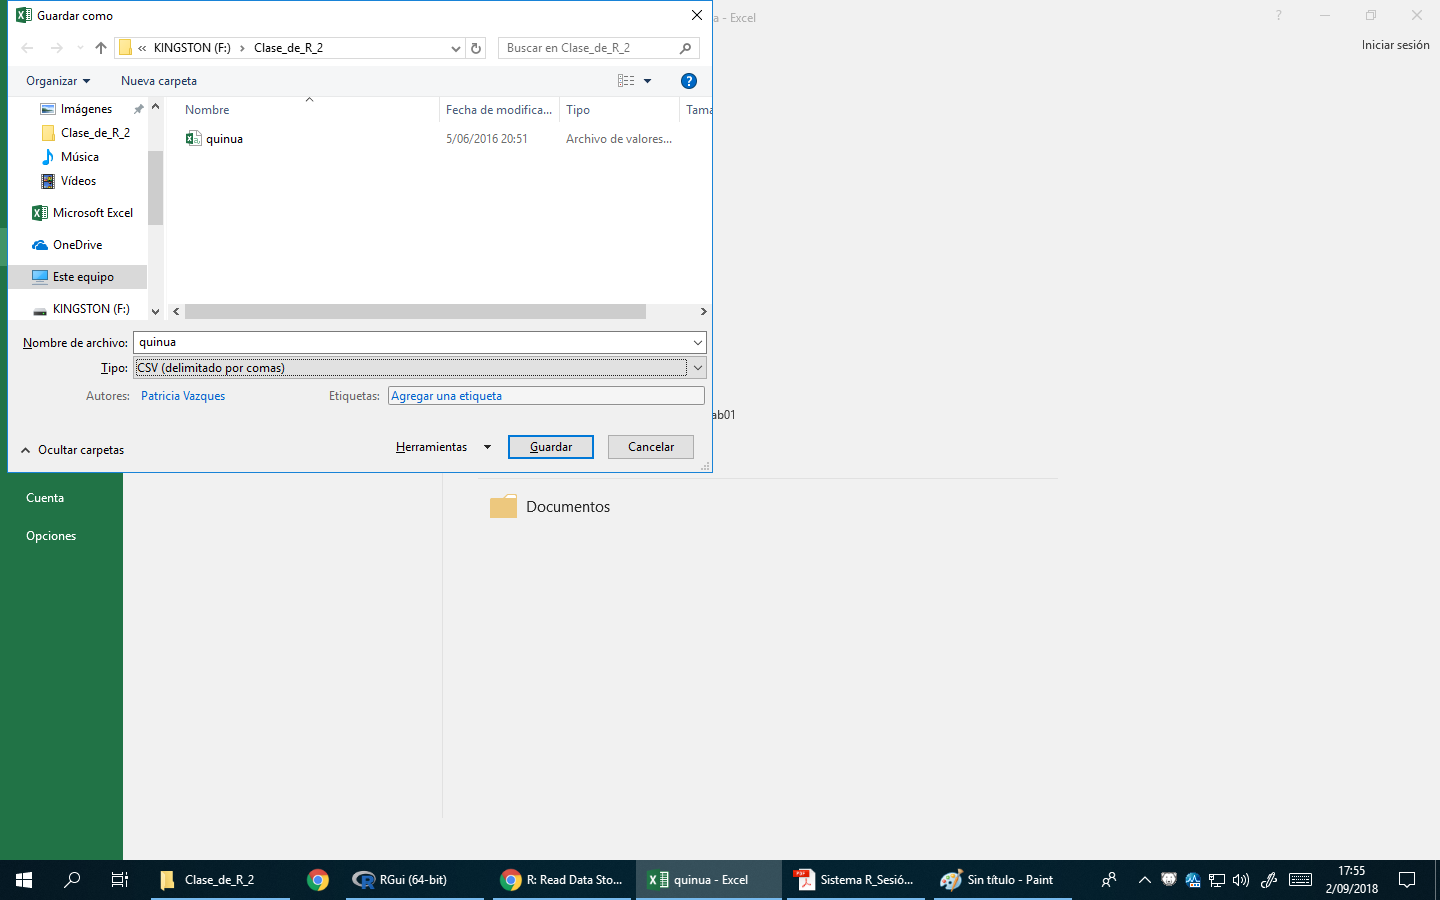 Guardar como
a - Excel
?
KINGSTON (F:) Clase_de_R_2
Buscar en Clase_de_R_2
Iniciar sesión
Organizar
Nueva carpeta
?
Imágenes
Clase_de_R_2
Música
Vídeos
Microsoft Excel
OneDrive
Este equipo
KINGSTON (F:)
Nombre
Fecha de modifica...
Tipo
Tama
quinua
5/06/2016 20:51
Archivo de valores...
Nombre de archivo: quinua
Tipo: CSV (delimitado por comas)
Autores: Patricia Vazques
Etiquetas: Agregar una etiqueta
ab01
Ocultar carpetas
Herramientas
Guardar
Cancelar
Cuenta
Opciones
Documentos
Clase_de_R_2
RGui (64-bit)
R: Read Data Sto...
quinua - Excel
Sistema R_Sesió...
Sin título - Paint
17:55
2/09/2018